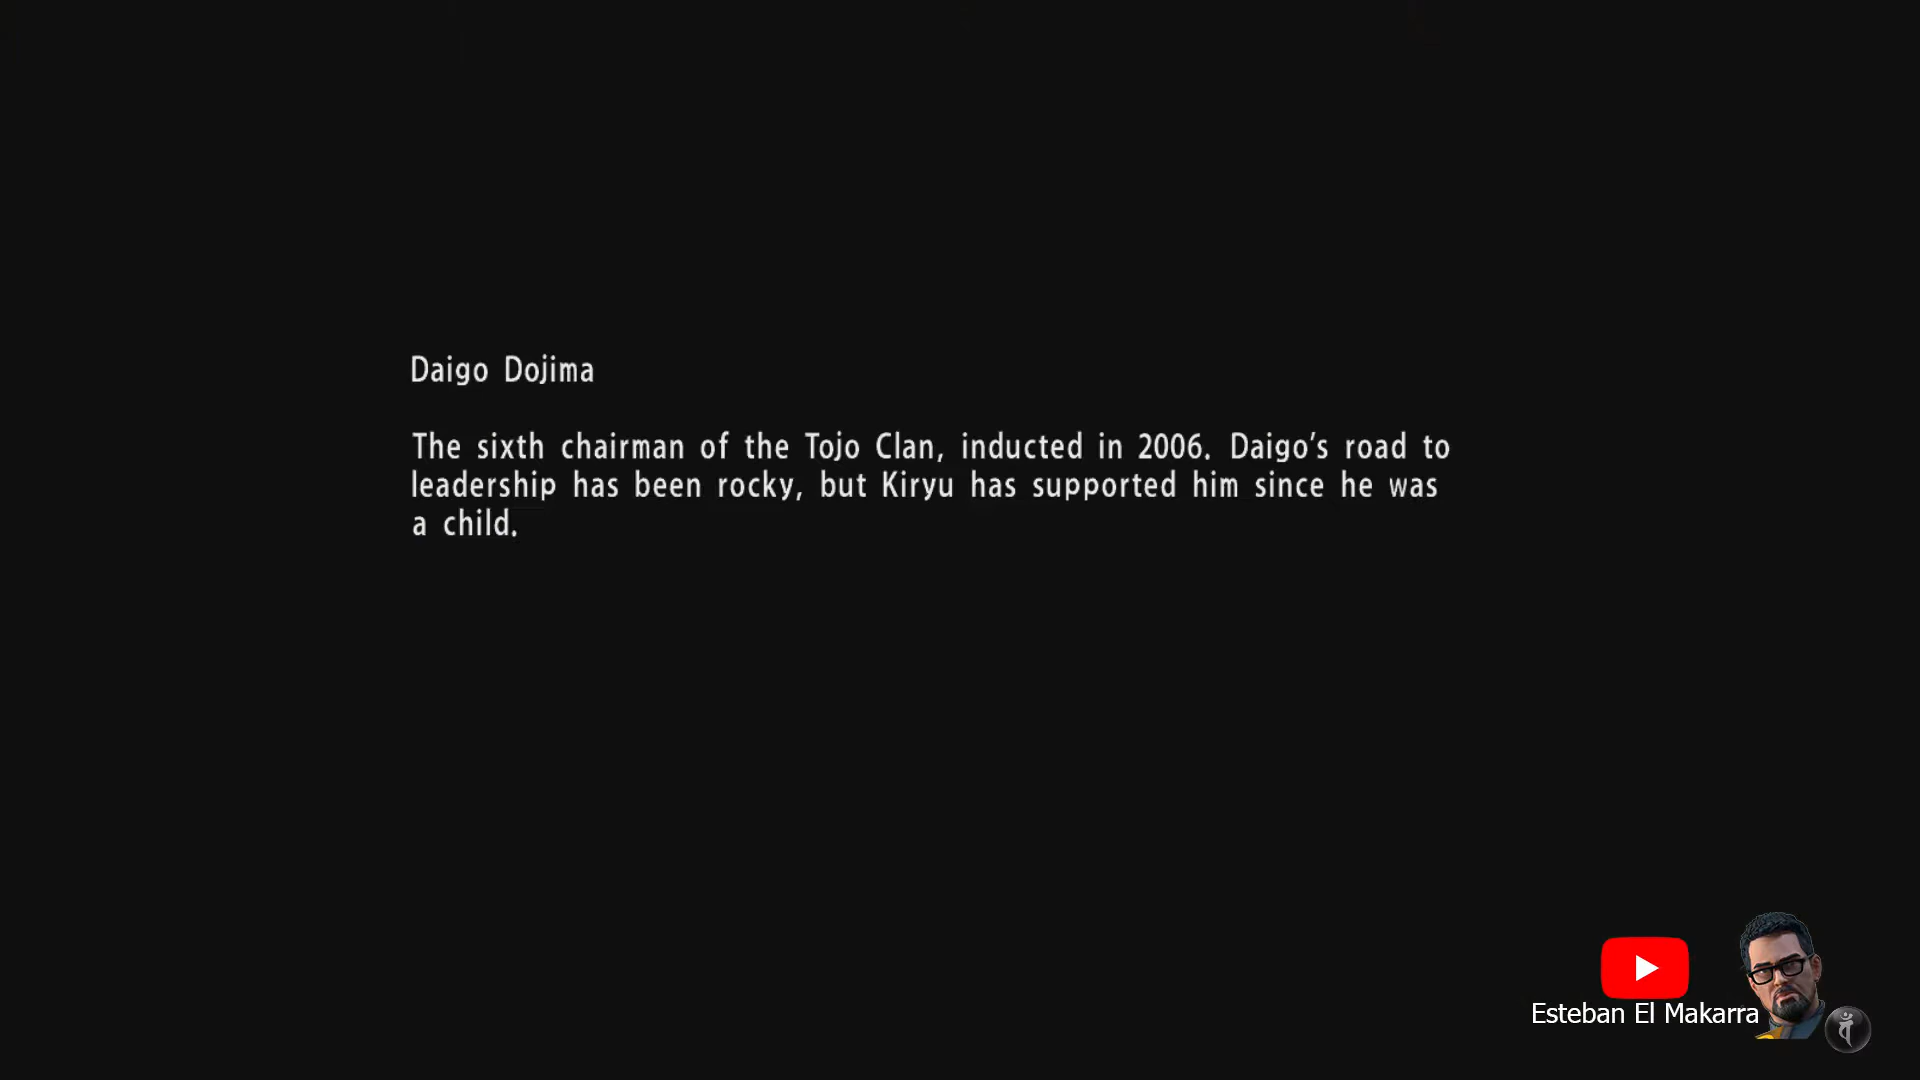 Daigo Dojima
The sixth chairman of the Tojo Clan, inducted in 2006. Daigo's road to
leadership has been rocky, but Kiryu has supported him since he was
a child.
Esteban El Makarra